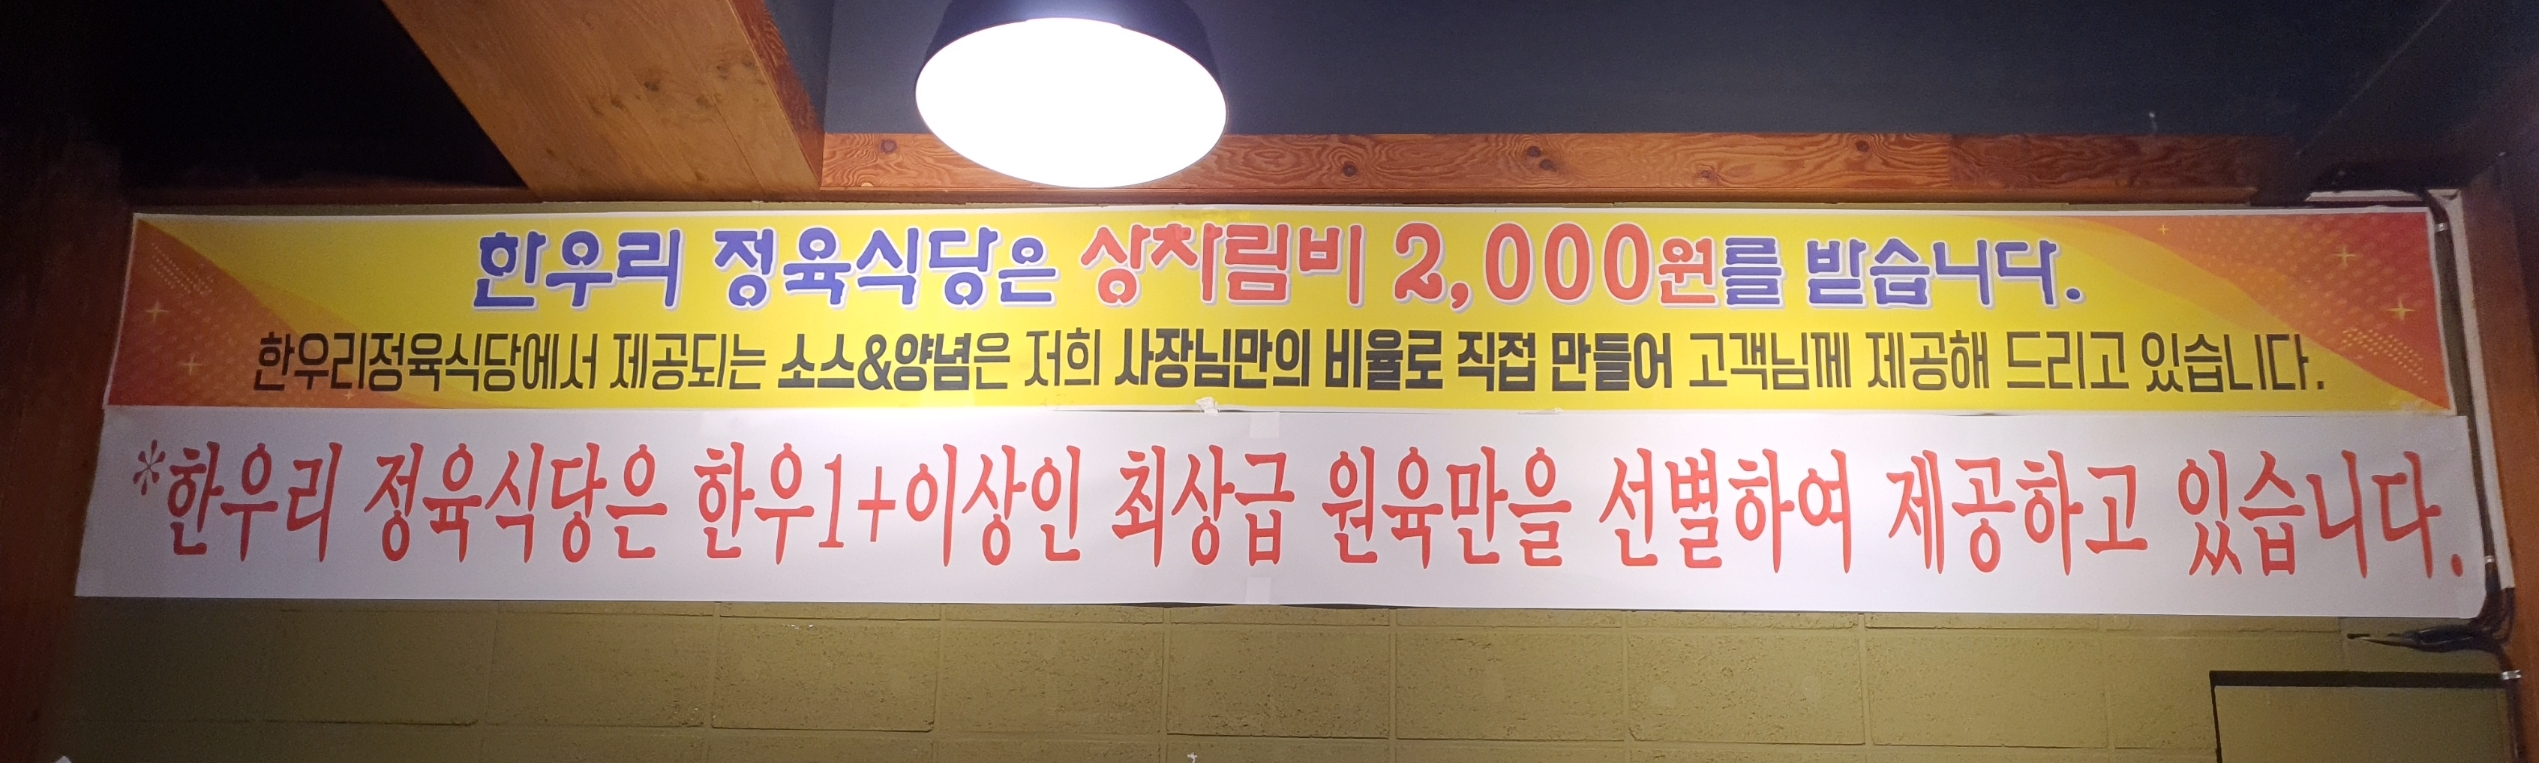 한우리 정육식당은 상차림비 2,000원를 받습니다.
한우리정육식당에서 제공되는 소스&양념은 저희 사장님만의 비율로 직접 만들어 고객님께 제공해 드리고 있습니다.
*한우리 정육식당은 한우1+이상인 최상급 원육만을 선별하여 제공하고 있습니다.